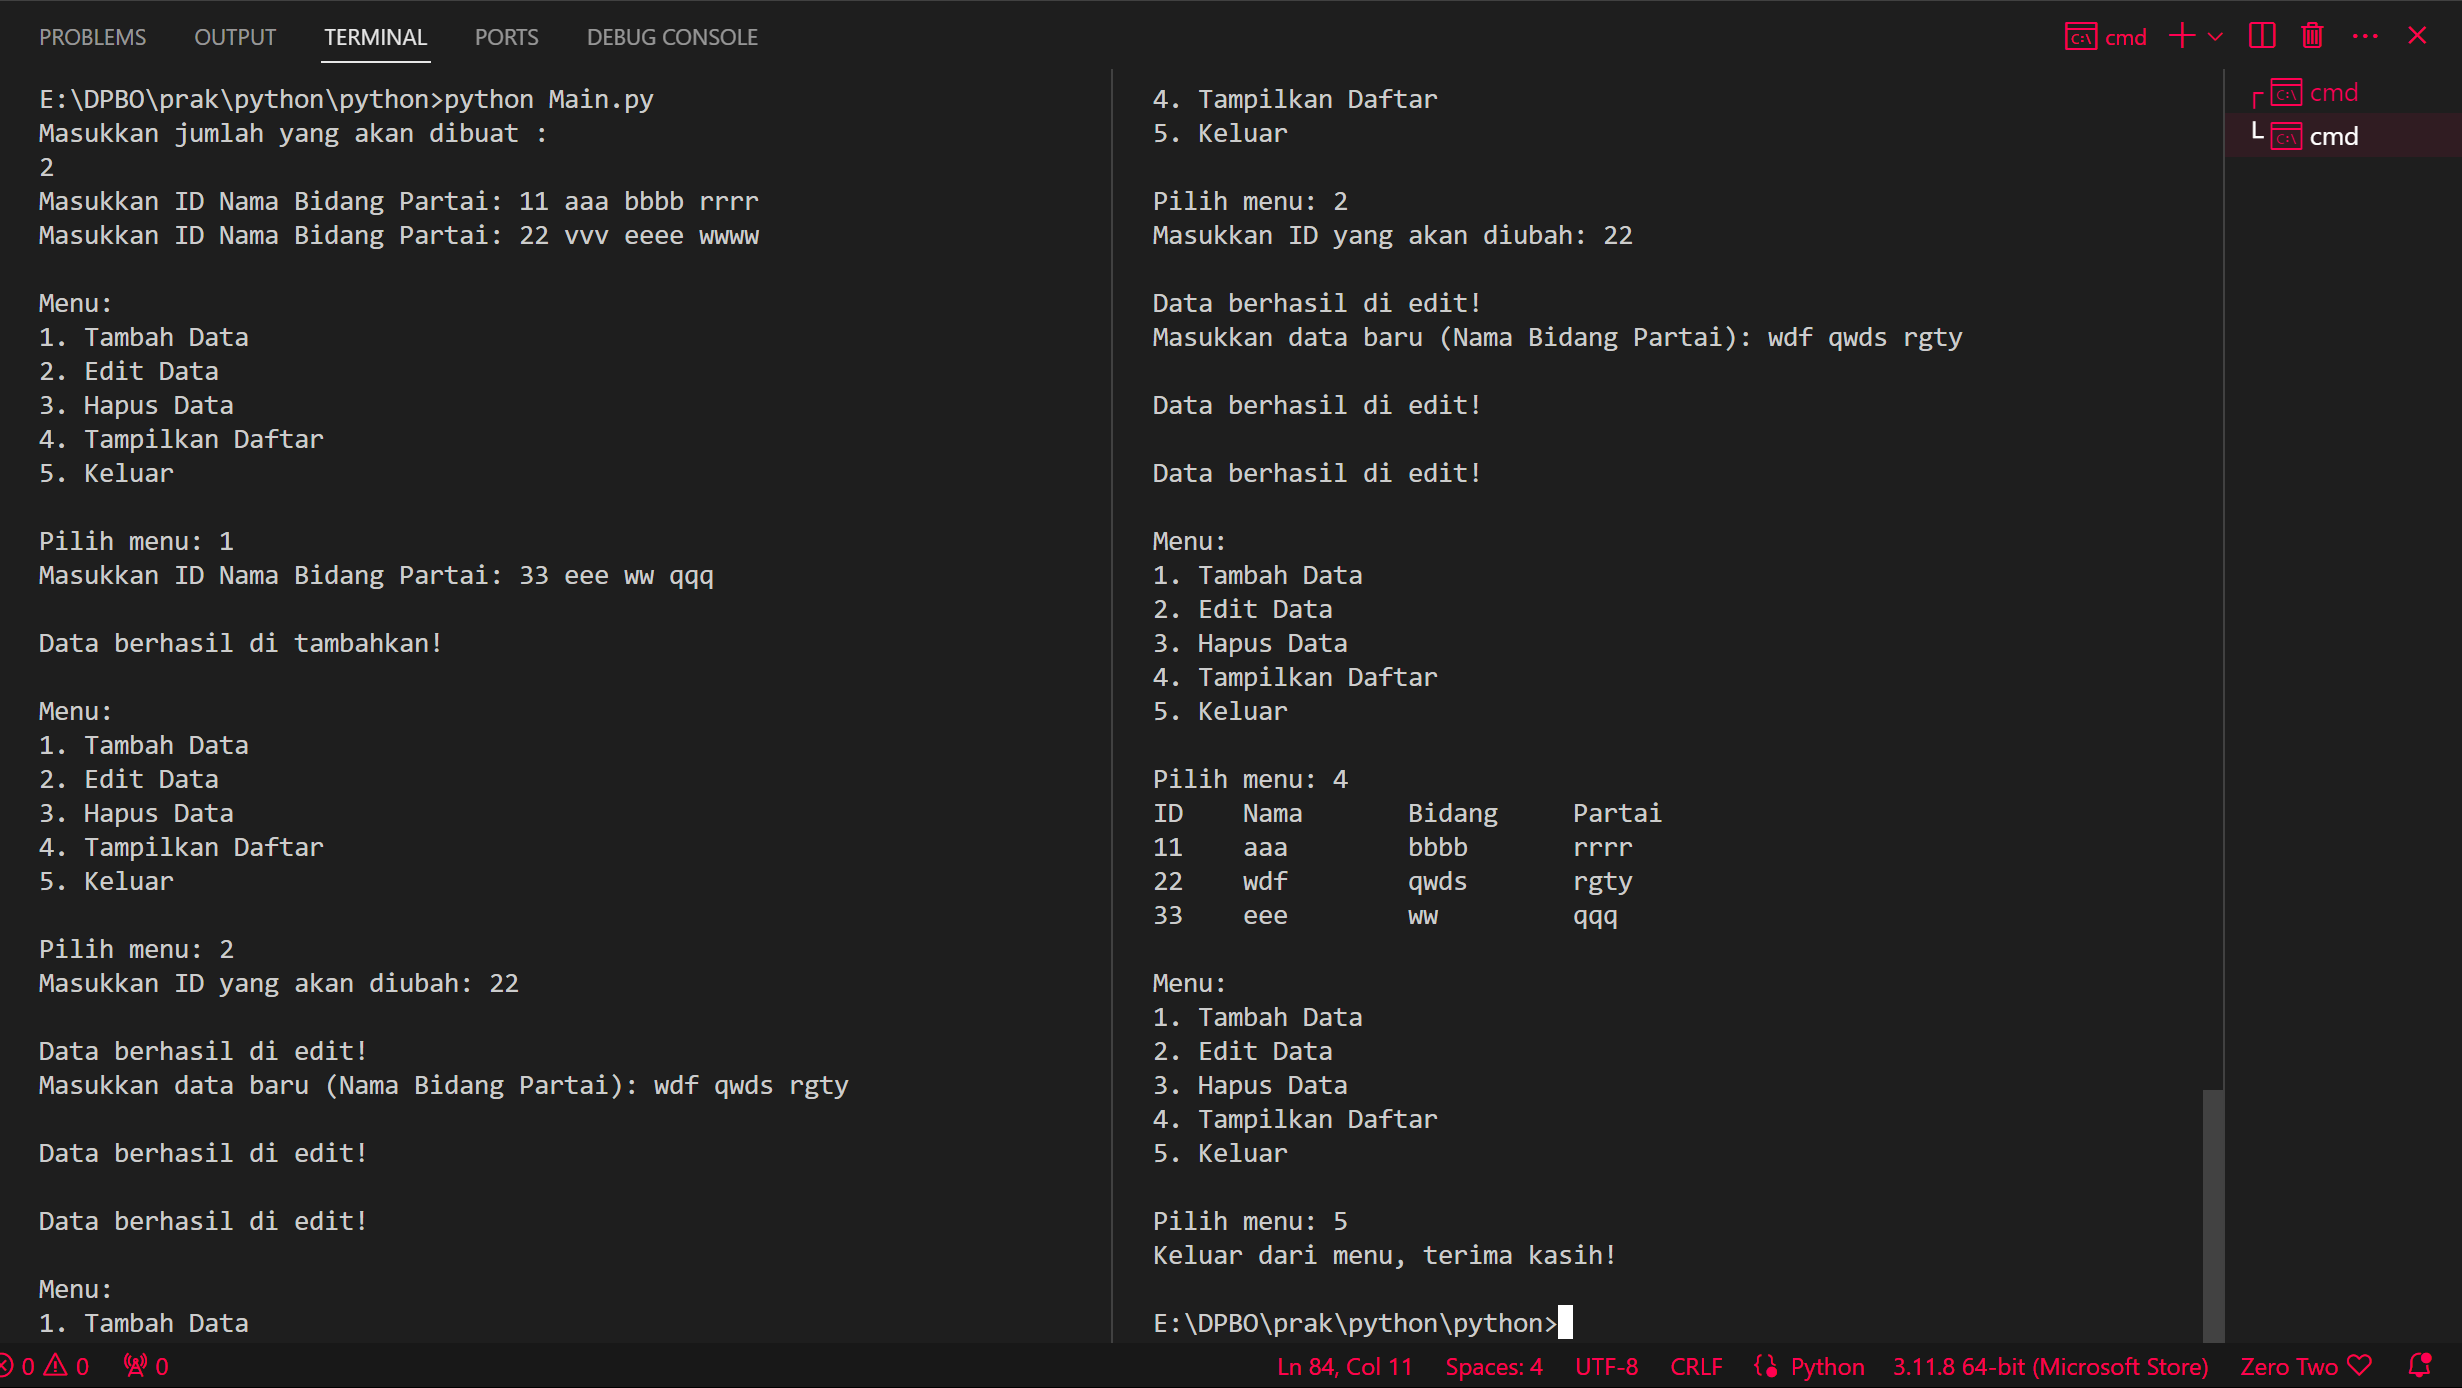 PROBLEMS OUTPUT TERMINAL PORTS DEBUG CONSOLE
cmd
E:\DPBO\prak\python\python>python Main.py
Masukkan jumlah yang akan dibuat :
2
Masukkan ID Nama Bidang Partai: 11 aaa bbbb rrrr
Masukkan ID Nama Bidang Partai: 22 vvv eeee wwww
Menu:
1. Tambah Data
2. Edit Data
3. Hapus Data
4. Tampilkan Daftar
5. Keluar
Pilih menu: 1
Masukkan ID Nama Bidang Partai: 33 eee ww qqq
Data berhasil di tambahkan!
Menu:
1. Tambah Data
2. Edit Data
3. Hapus Data
4. Tampilkan Daftar
5. Keluar
Pilih menu: 2
Masukkan ID yang akan diubah: 22
Data berhasil di edit!
Masukkan data baru (Nama Bidang Partai): wdf qwds rgty
Data berhasil di edit!
Data berhasil di edit!
Menu:
1. Tambah Data
4. Tampilkan Daftar
5. Keluar
Pilih menu: 2
Masukkan ID yang akan diubah: 22
Data berhasil di edit!
Masukkan data baru (Nama Bidang Partai): wdf qwds rgty
Data berhasil di edit!
Data berhasil di edit!
Menu:
1. Tambah Data
2. Edit Data
3. Hapus Data
4. Tampilkan Daftar
5. Keluar
Pilih menu: 4
ID Nama Bidang Partai
11 aaa bbbb rrrr
22 wdf qwds rgty
33 eee ww qqq
Menu:
1. Tambah Data
2. Edit Data
3. Hapus Data
4. Tampilkan Daftar
5. Keluar
Pilih menu: 5
Keluar dari menu, terima kasih!
E:\DPBO\prak\python\python>
cmd
cmd
0 0 0 Ln 84, Col 11 Spaces: 4 UTF-8 CRLF Python 3.11.8 64-bit (Microsoft Store) Zero Two